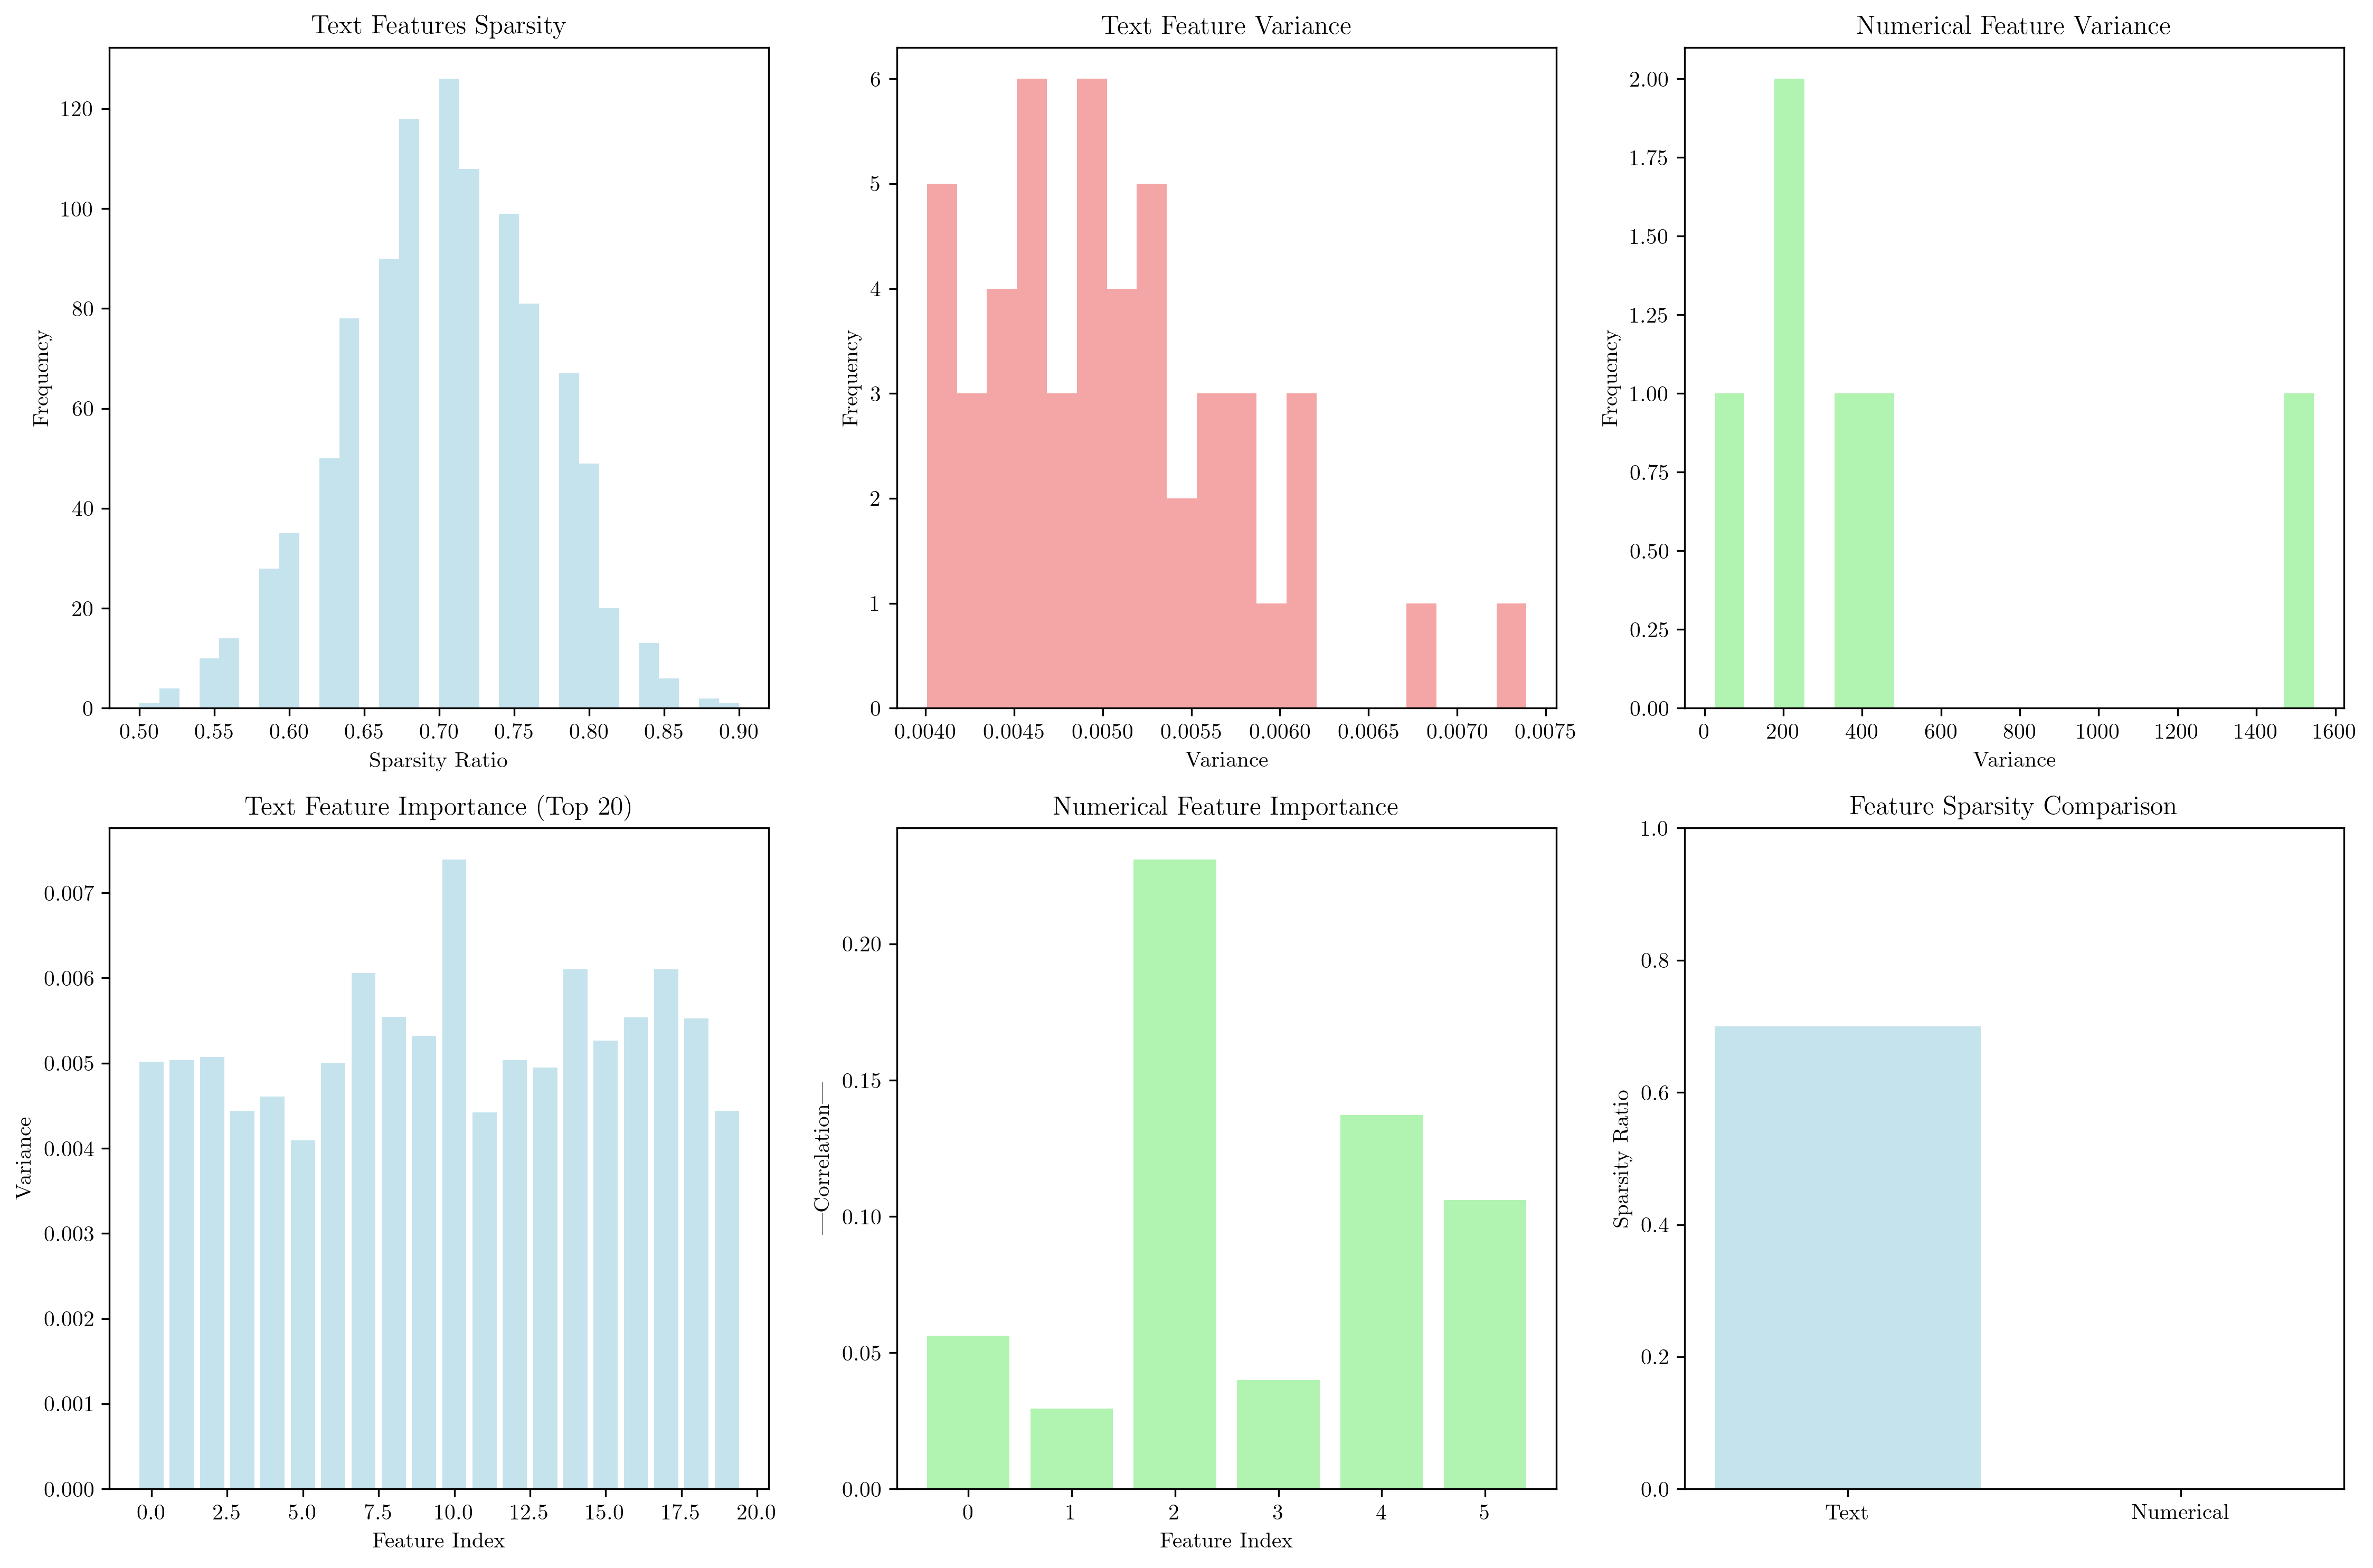 Text Features Sparsity
Frequency
120
100
80
60
40
20
0
0.50 0.55 0.60 0.65 0.70 0.75 0.80 0.85 0.90
Sparsity Ratio
Text Feature Variance
Frequency
6
5
4
3
2
1
0
0.0040 0.0045 0.0050 0.0055 0.0060 0.0065 0.0070 0.0075
Variance
Numerical Feature Variance
Frequency
2.00
1.75
1.50
1.25
1.00
0.75
0.50
0.25
0.00
0 200 400 600 800 1000 1200 1400 1600
Variance
Text Feature Importance (Top 20)
Variance
0.007
0.006
0.005
0.004
0.003
0.002
0.001
0.000
0.0 2.5 5.0 7.5 10.0 12.5 15.0 17.5 20.0
Feature Index
Numerical Feature Importance
—Correlation—
0.20
0.15
0.10
0.05
0.00
0 1 2 3 4 5
Feature Index
Feature Sparsity Comparison
Sparsity Ratio
1.0
0.8
0.6
0.4
0.2
0.0
Text Numerical